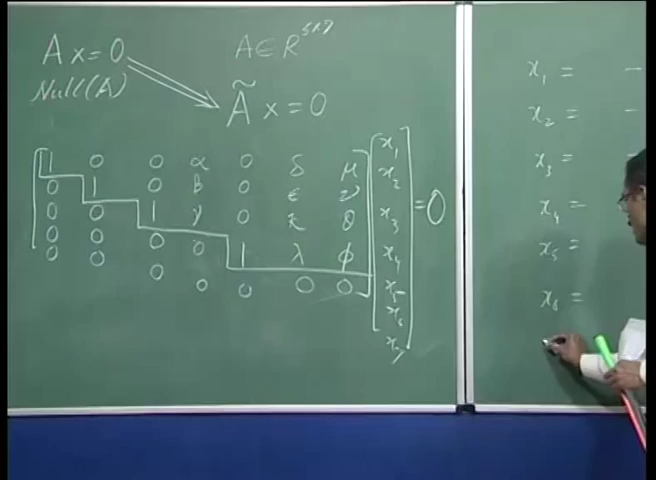 A x = 0
Null(A)
A ∈ R^{5×7}
Ã x = 0
1 0 0 α 0 δ μ x₁
0 1 0 β 0 ϵ ν x₂
0 0 1 γ 0 κ θ x₃ = 0
0 0 0 0 1 λ ϕ x₄
0 0 0 0 0 0 0 x₅
x₆
x₇
x₁ = –
x₂ = –
x₃ =
x₄ =
x₅ =
x₆ =